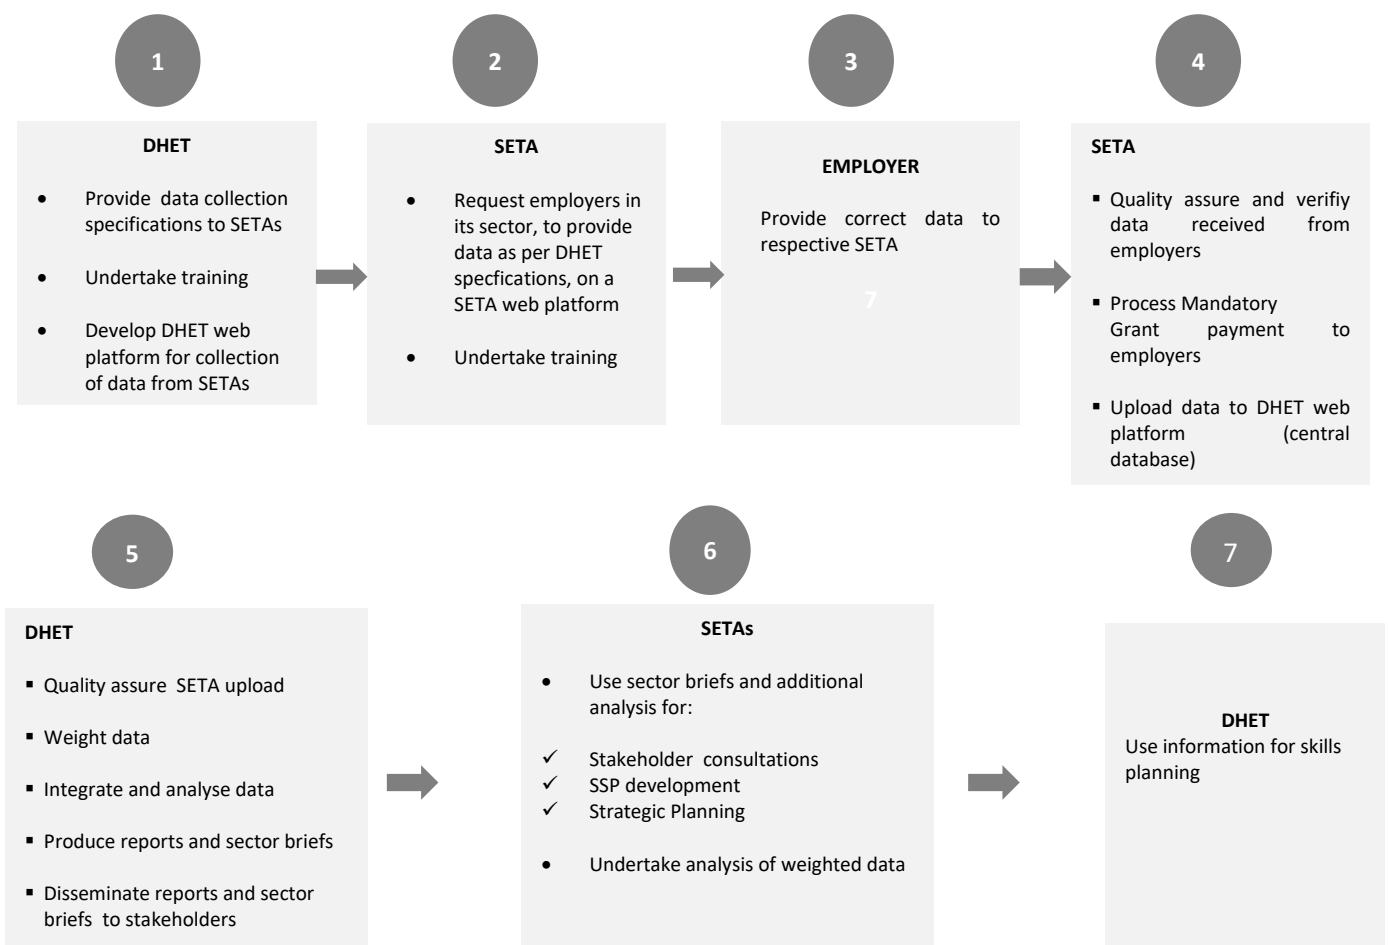 1
DHET
● Provide data collection
specifications to SETAs
● Undertake training
● Develop DHET web
platform for collection
of data from SETAs
2
SETA
● Request employers in
its sector, to provide
data as per DHET
specfications, on a
SETA web platform
● Undertake training
3
EMPLOYER
Provide correct data to
respective SETA
7
4
SETA
▪ Quality assure and verifiy
data received from
employers
▪ Process Mandatory
Grant payment to
employers
▪ Upload data to DHET web
platform (central
database)
5
DHET
▪ Quality assure SETA upload
▪ Weight data
▪ Integrate and analyse data
▪ Produce reports and sector briefs
▪ Disseminate reports and sector
briefs to stakeholders
6
SETAs
● Use sector briefs and additional
analysis for:
✓ Stakeholder consultations
✓ SSP development
✓ Strategic Planning
● Undertake analysis of weighted data
7
DHET
Use information for skills
planning